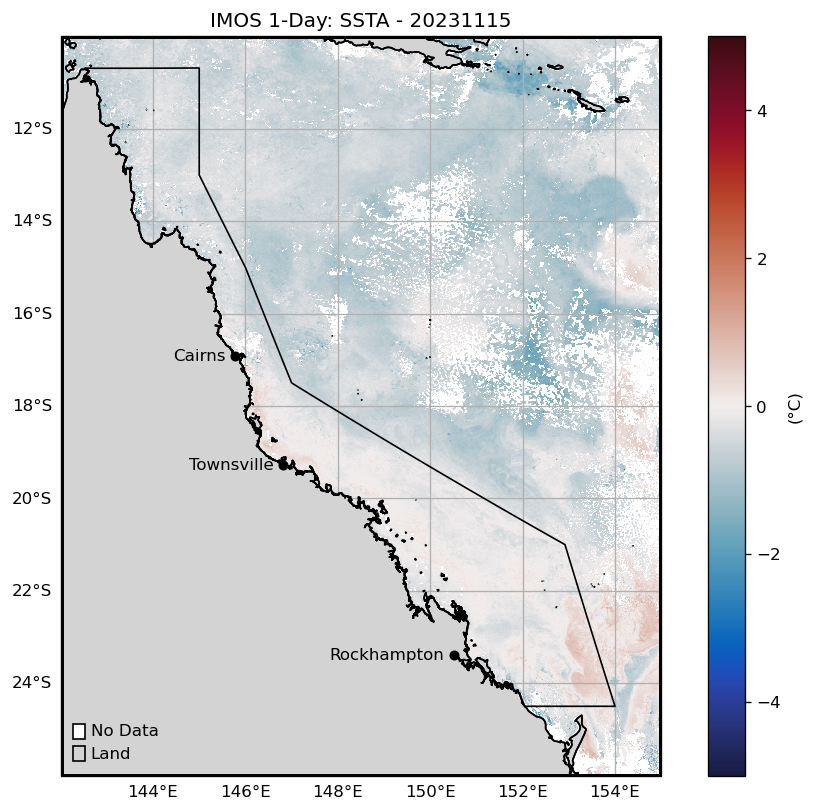 IMOS 1-Day: SSTA - 20231115
12°S
14°S
16°S
18°S
20°S
22°S
24°S
Cairns
Townsville
Rockhampton
No Data
Land
144°E 146°E 148°E 150°E 152°E 154°E
4
2
0
−2
−4
(°C)